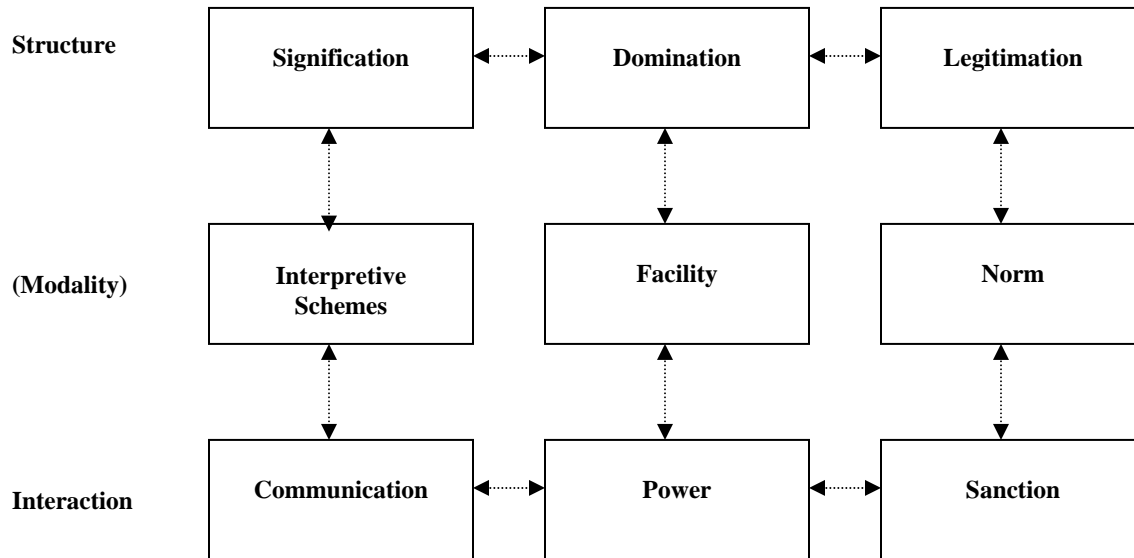 Structure
Signification
Domination
Legitimation
(Modality)
Interpretive
Schemes
Facility
Norm
Interaction
Communication
Power
Sanction